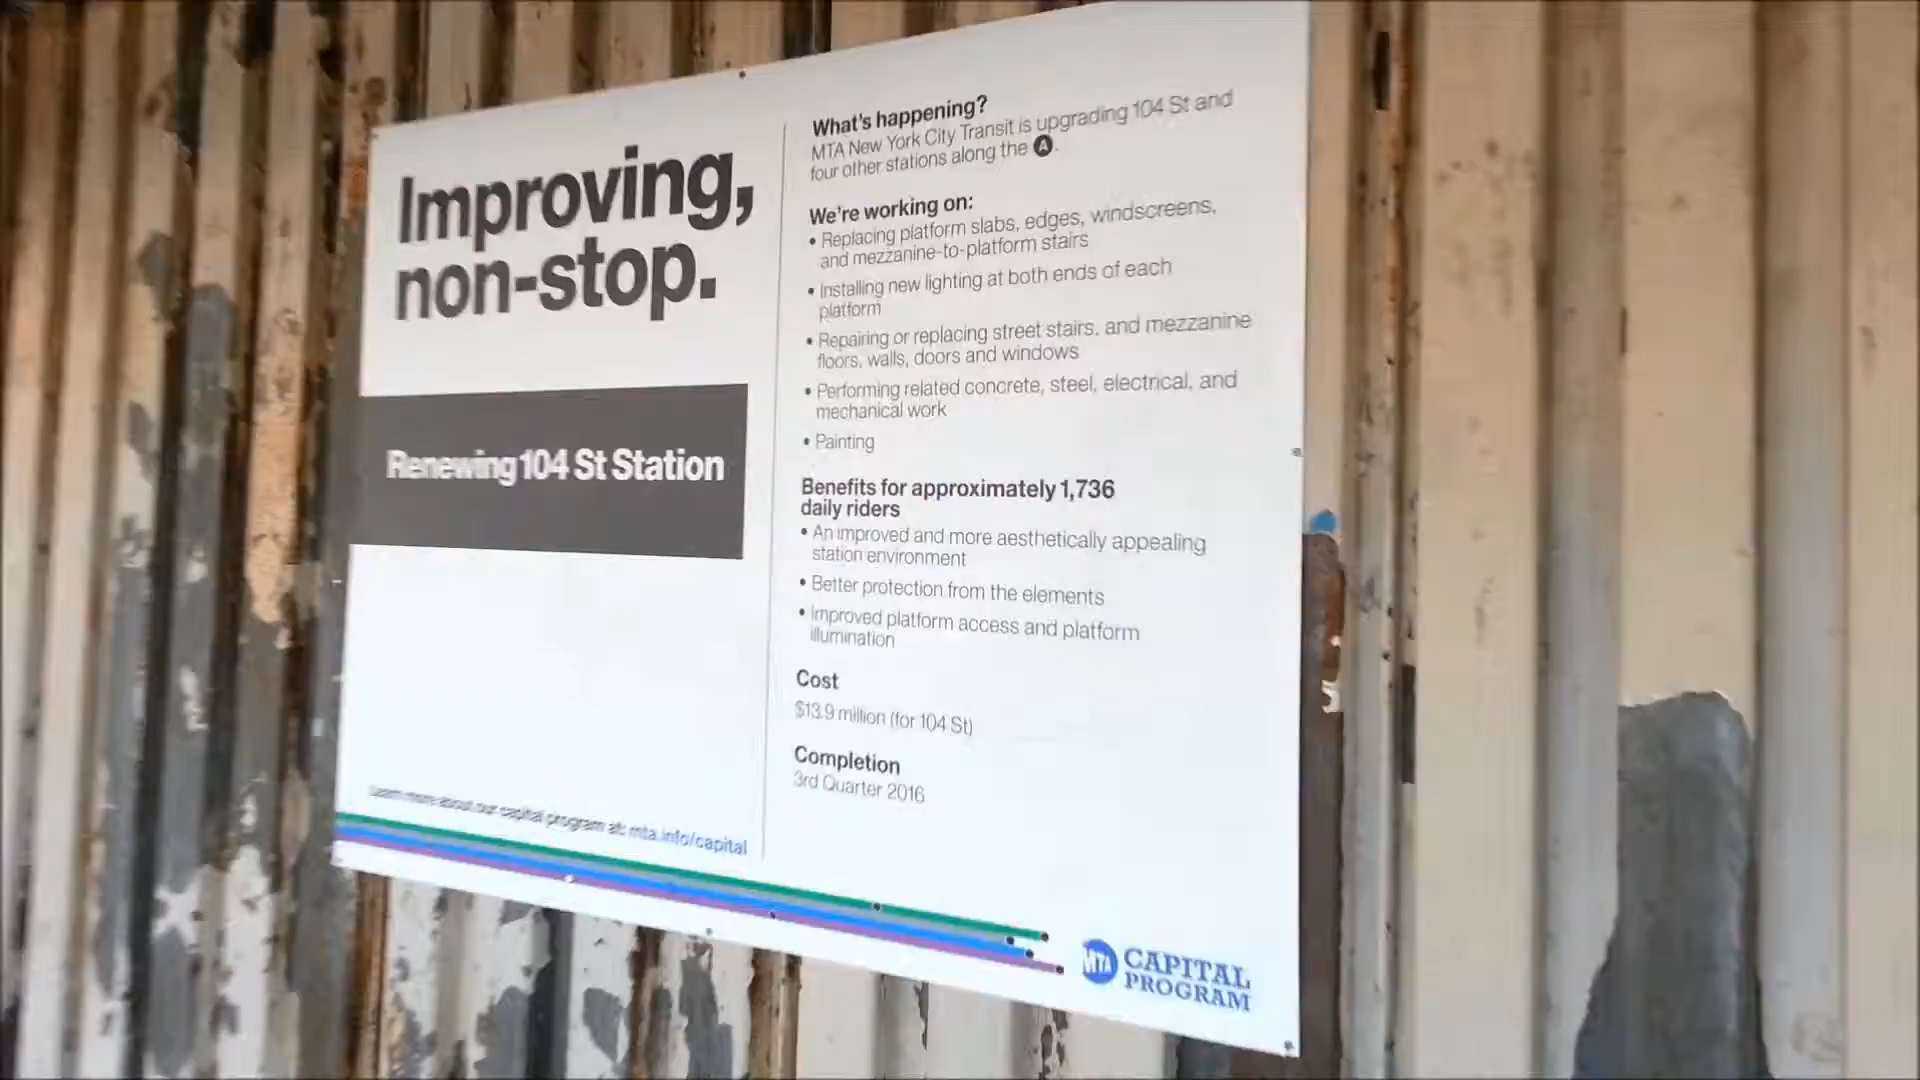 Improving,
non-stop.
Renewing 104 St Station
Learn more about our capital program at: mta.info/capital
What's happening?
MTA New York City Transit is upgrading 104 St and
four other stations along the A.
We're working on:
• Replacing platform slabs, edges, windscreens,
and mezzanine-to-platform stairs
• Installing new lighting at both ends of each
platform
• Repairing or replacing street stairs, and mezzanine
floors, walls, doors and windows
• Performing related concrete, steel, electrical, and
mechanical work
• Painting
Benefits for approximately 1,736
daily riders
• An improved and more aesthetically appealing
station environment
• Better protection from the elements
• Improved platform access and platform
illumination
Cost
$13.9 million (for 104 St)
Completion
3rd Quarter 2016
MTA CAPITAL
PROGRAM